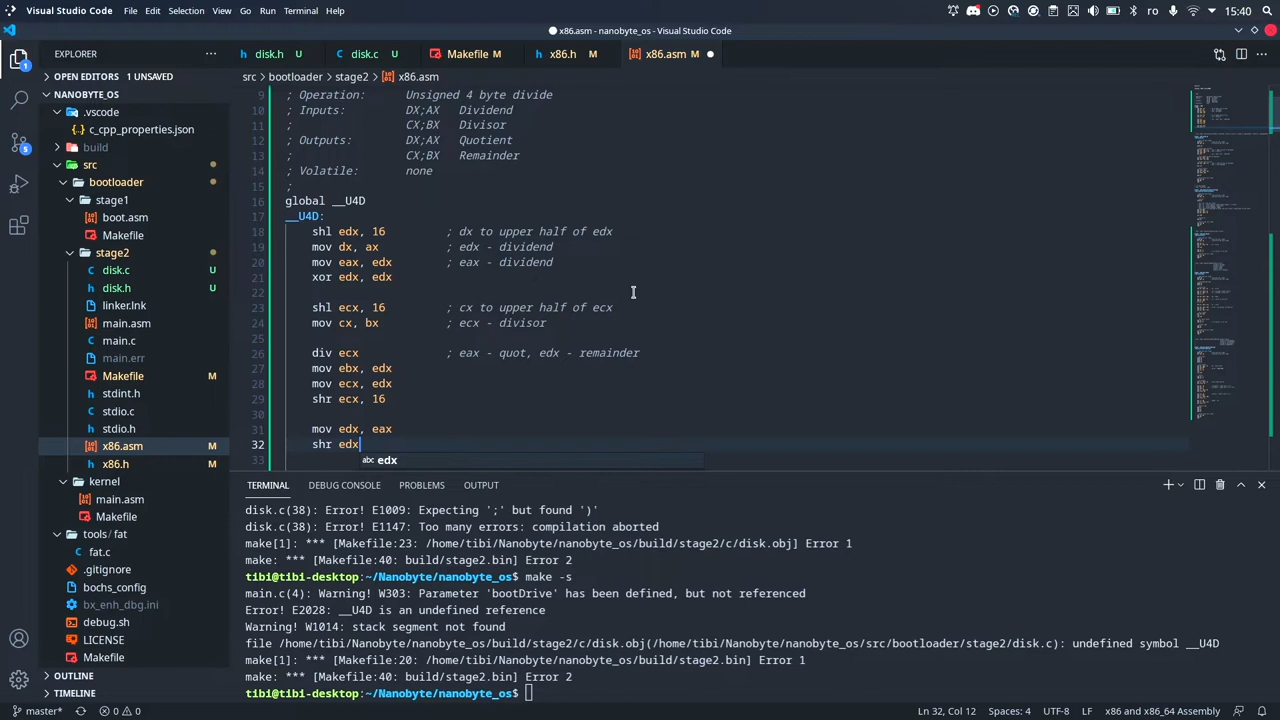 Visual Studio Code File Edit Selection View Go Run Terminal Help ro 15:40
● x86.asm - nanobyte_os - Visual Studio Code
EXPLORER ··· disk.h U disk.c U Makefile M x86.h M x86.asm M ●
OPEN EDITORS 1 UNSAVED
src > bootloader > stage2 > x86.asm
NANOBYTE_OS
.vscode
c_cpp_properties.json
build
src
bootloader
stage1
boot.asm
Makefile
stage2
disk.c U
disk.h U
linker.lnk
main.asm
main.c
main.err
Makefile M
stdint.h
stdio.c
stdio.h
x86.asm M
x86.h M
kernel
main.asm
Makefile
tools/fat
fat.c
.gitignore
bochs_config
bx_enh_dbg.ini
debug.sh
LICENSE
Makefile
OUTLINE
TIMELINE
1
5
9 ; Operation: Unsigned 4 byte divide
10 ; Inputs: DX;AX Dividend
11 ; CX;BX Divisor
12 ; Outputs: DX;AX Quotient
13 ; CX;BX Remainder
14 ; Volatile: none
15 ;
16 global __U4D
17 __U4D:
18 shl edx, 16 ; dx to upper half of edx
19 mov dx, ax ; edx - dividend
20 mov eax, edx ; eax - dividend
21 xor edx, edx
22
23 shl ecx, 16 ; cx to upper half of ecx
24 mov cx, bx ; ecx - divisor
25
26 div ecx ; eax - quot, edx - remainder
27 mov ebx, edx
28 mov ecx, edx
29 shr ecx, 16
30
31 mov edx, eax
32 shr edx
33 abc edx
TERMINAL DEBUG CONSOLE PROBLEMS OUTPUT
disk.c(38): Error! E1009: Expecting ';' but found ')'
disk.c(38): Error! E1147: Too many errors: compilation aborted
make[1]: *** [Makefile:23: /home/tibi/Nanobyte/nanobyte_os/build/stage2/c/disk.obj] Error 1
make: *** [Makefile:40: build/stage2.bin] Error 2
tibi@tibi-desktop:~/Nanobyte/nanobyte_os$ make -s
main.c(4): Warning! W303: Parameter 'bootDrive' has been defined, but not referenced
Error! E2028: __U4D is an undefined reference
Warning! W1014: stack segment not found
file /home/tibi/Nanobyte/nanobyte_os/build/stage2/c/disk.obj(/home/tibi/Nanobyte/nanobyte_os/src/bootloader/stage2/disk.c): undefined symbol __U4D
make[1]: *** [Makefile:20: /home/tibi/Nanobyte/nanobyte_os/build/stage2.bin] Error 1
make: *** [Makefile:40: build/stage2.bin] Error 2
tibi@tibi-desktop:~/Nanobyte/nanobyte_os$
master* 0 0 Ln 32, Col 12 Spaces: 4 UTF-8 LF x86 and x86_64 Assembly